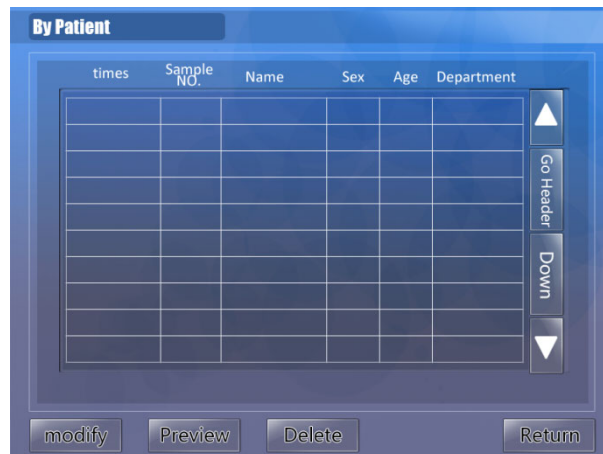 By Patient
times Sample NO. Name Sex Age Department
Go Header
Down
modify Preview Delete Return